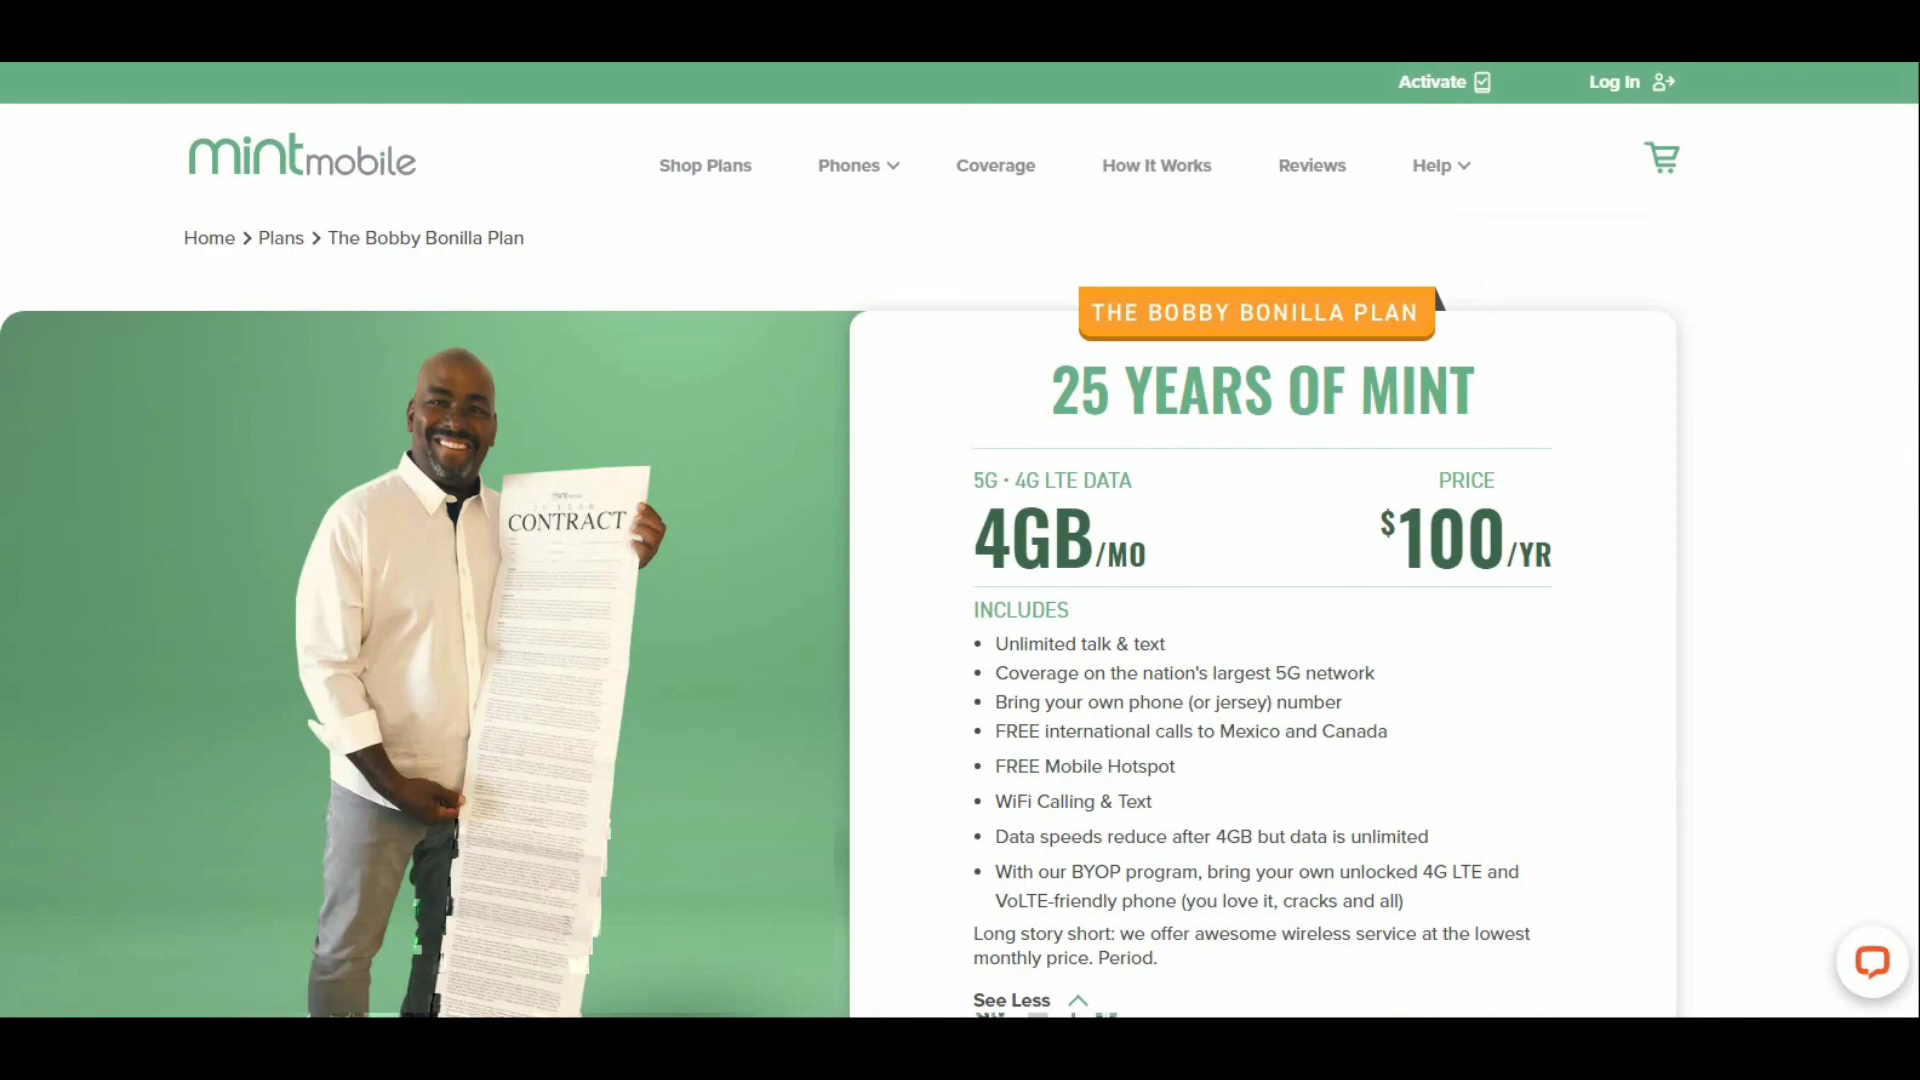 Activate
Log In
mintmobile
Shop Plans
Phones
Coverage
How It Works
Reviews
Help
Home > Plans > The Bobby Bonilla Plan
THE BOBBY BONILLA PLAN
25 YEARS OF MINT
5G • 4G LTE DATA
PRICE
4GB/MO
$100/YR
CONTRACT
INCLUDES
• Unlimited talk & text
• Coverage on the nation's largest 5G network
• Bring your own phone (or jersey) number
• FREE international calls to Mexico and Canada
• FREE Mobile Hotspot
• WiFi Calling & Text
• Data speeds reduce after 4GB but data is unlimited
• With our BYOP program, bring your own unlocked 4G LTE and
VoLTE-friendly phone (you love it, cracks and all)
Long story short: we offer awesome wireless service at the lowest
monthly price. Period.
See Less